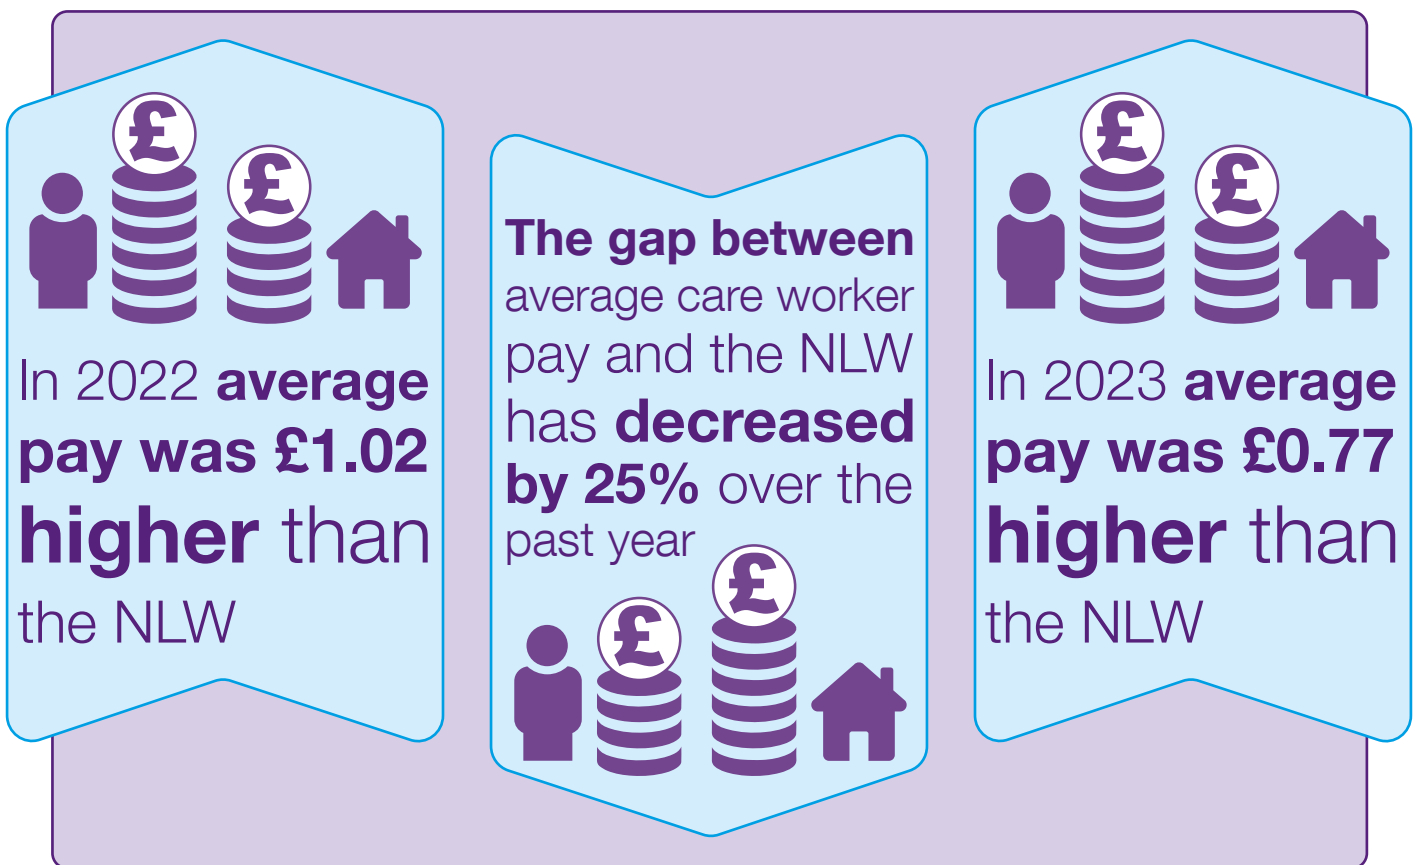 £
£
In 2022 average
pay was £1.02
higher than
the NLW
The gap between
average care worker
pay and the NLW
has decreased
by 25% over the
past year
£
£
£
£
In 2023 average
pay was £0.77
higher than
the NLW